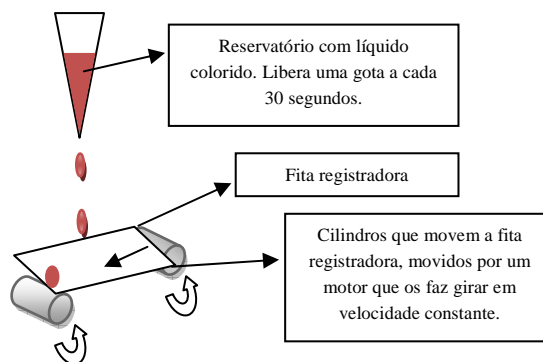 Reservatório com líquido
colorido. Libera uma gota a cada
30 segundos.
Fita registradora
Cilindros que movem a fita
registradora, movidos por um
motor que os faz girar em
velocidade constante.